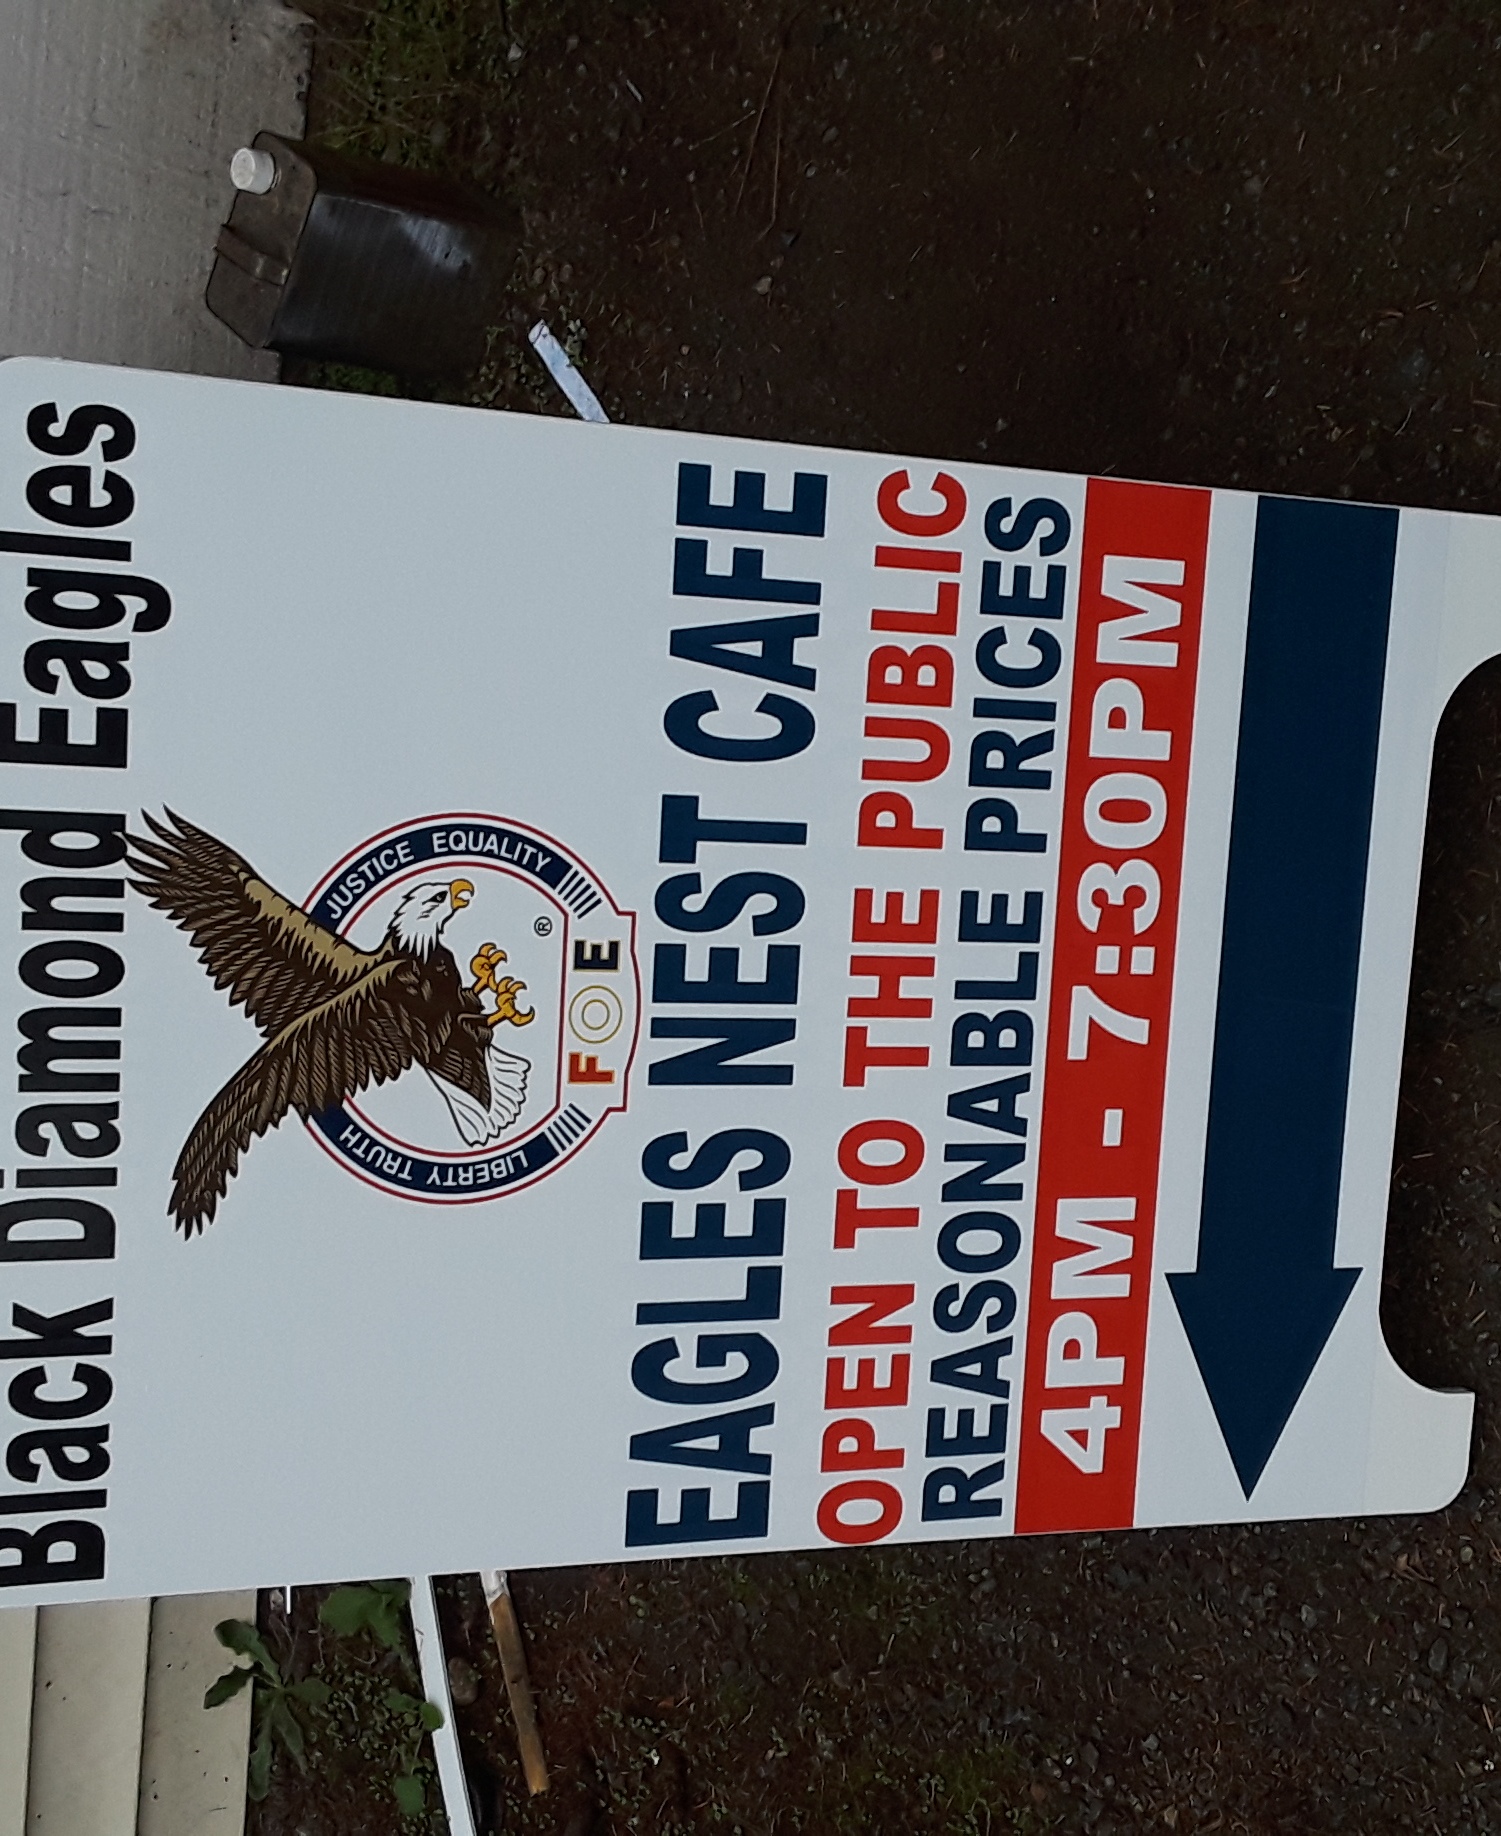 Black Diamond Eagles
LIBERTY TRUTH JUSTICE EQUALITY
®
FOE
EAGLES NEST CAFE
OPEN TO THE PUBLIC
REASONABLE PRICES
4PM - 7:30PM